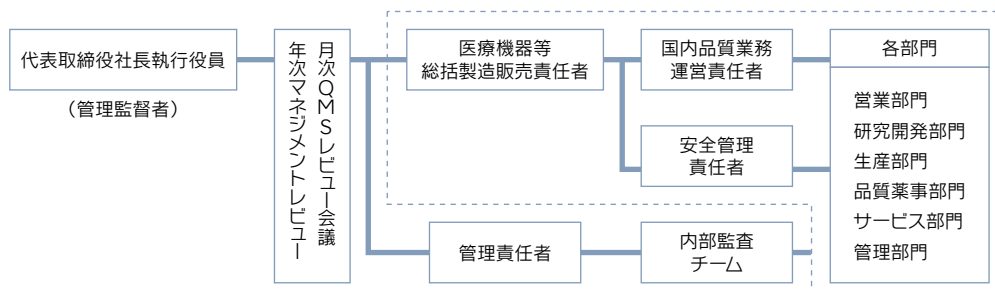 代表取締役社長執行役員
（管理監督者）
月次QMSレビュー会議
年次マネジメントレビュー
医療機器等
総括製造販売責任者
国内品質業務
運営責任者
安全管理
責任者
管理責任者
内部監査
チーム
各部門
営業部門
研究開発部門
生産部門
品質薬事部門
サービス部門
管理部門